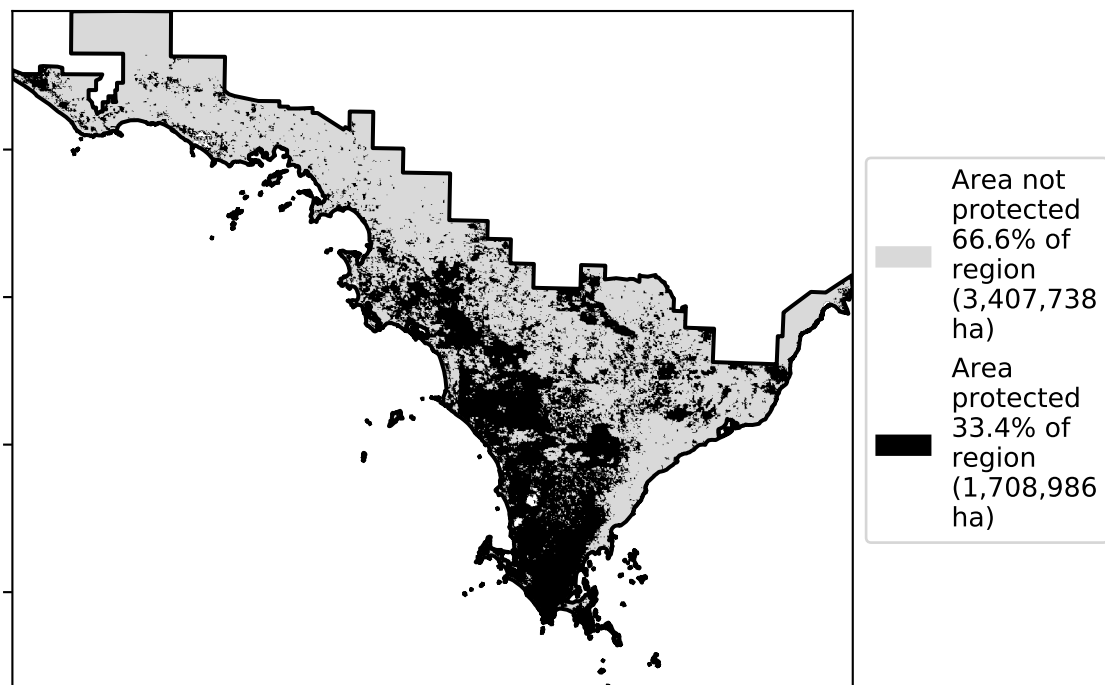 Area not
protected
66.6% of
region
(3,407,738
ha)
Area
protected
33.4% of
region
(1,708,986
ha)